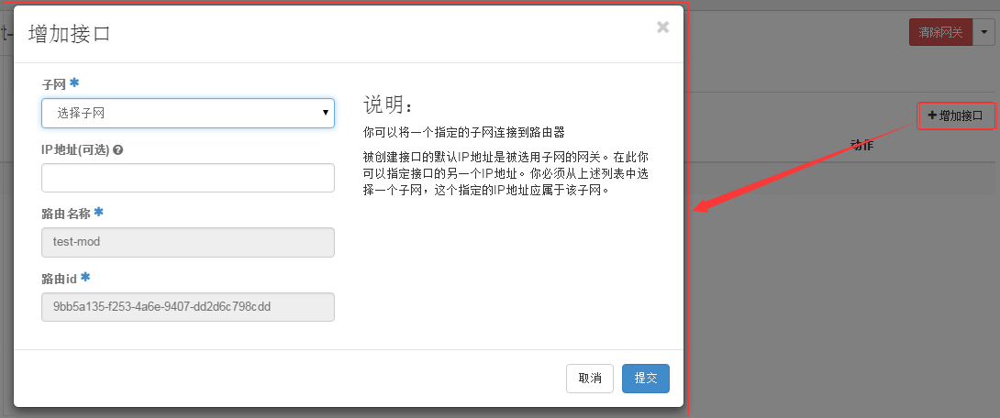 t-
增加接口
×
清除网关
子网 *
选择子网
说明：
你可以将一个指定的子网连接到路由器
+增加接口
IP地址(可选)
被创建接口的默认IP地址是被选用子网的网关。在此你
可以指定接口的另一个IP地址。你必须从上述列表中选
择一个子网，这个指定的IP地址应属于该子网。
动作
路由名称 *
test-mod
路由id *
9bb5a135-f253-4a6e-9407-dd2d6c798cdd
取消
提交